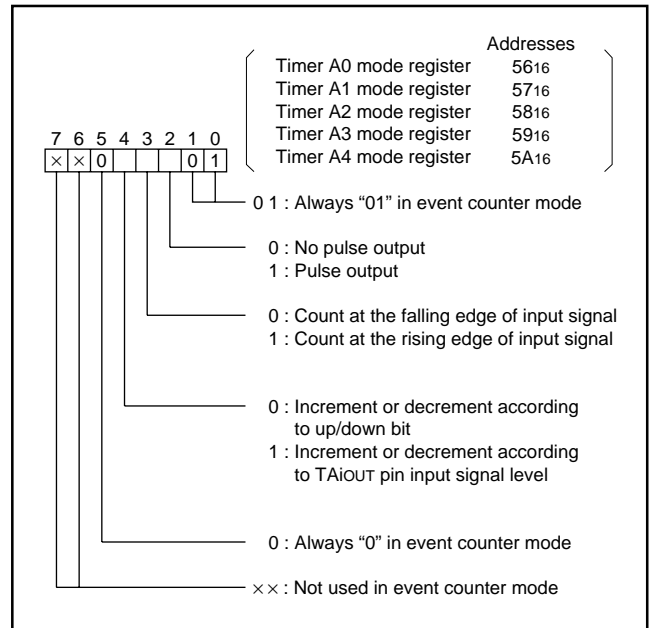 Addresses
Timer A0 mode register 5616
Timer A1 mode register 5716
Timer A2 mode register 5816
Timer A3 mode register 5916
Timer A4 mode register 5A16
7 6 5 4 3 2 1 0
× × 0 0 1
0 1 : Always “01” in event counter mode
0 : No pulse output
1 : Pulse output
0 : Count at the falling edge of input signal
1 : Count at the rising edge of input signal
0 : Increment or decrement according
to up/down bit
1 : Increment or decrement according
to TAiOUT pin input signal level
0 : Always “0” in event counter mode
×× : Not used in event counter mode